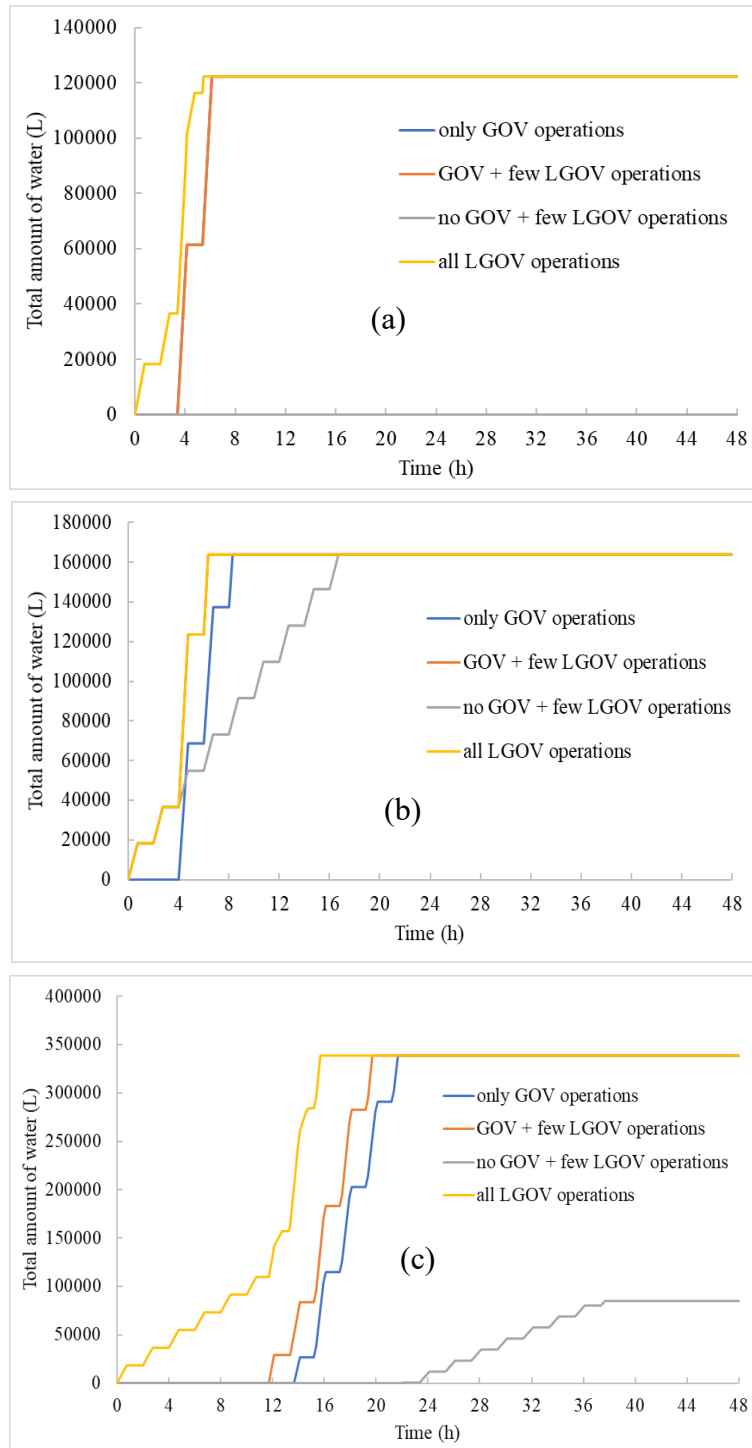 140000
120000
100000
80000
60000
40000
20000
0
Total amount of water (L)
only GOV operations
GOV + few LGOV operations
no GOV + few LGOV operations
all LGOV operations
(a)
0 4 8 12 16 20 24 28 32 36 40 44 48
Time (h)
180000
160000
140000
120000
100000
80000
60000
40000
20000
0
Total amount of water (L)
only GOV operations
GOV + few LGOV operations
no GOV + few LGOV operations
all LGOV operations
(b)
0 4 8 12 16 20 24 28 32 36 40 44 48
Time (h)
400000
350000
300000
250000
200000
150000
100000
50000
0
Total amount of water (L)
only GOV operations
GOV + few LGOV operations
no GOV + few LGOV operations
all LGOV operations
(c)
0 4 8 12 16 20 24 28 32 36 40 44 48
Time (h)